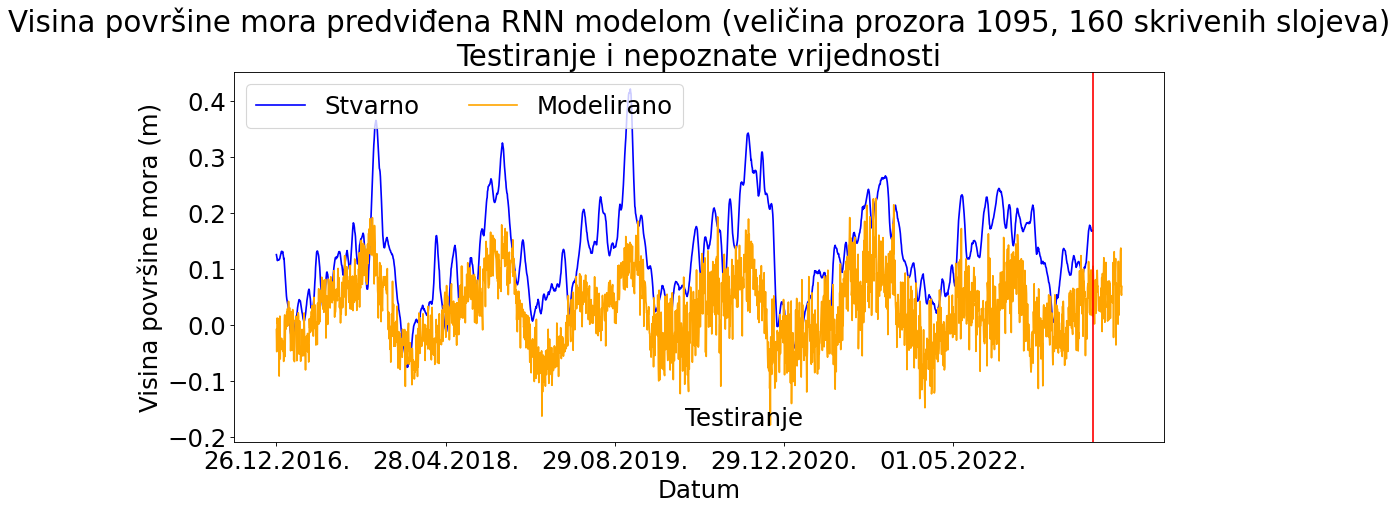 Visina površine mora predviđena RNN modelom (veličina prozora 1095, 160 skrivenih slojeva)
Testiranje i nepoznate vrijednosti
Stvarno
Modelirano
Visina površine mora (m)
0.4
0.3
0.2
0.1
0.0
−0.1
−0.2
Testiranje
26.12.2016.
28.04.2018.
29.08.2019.
29.12.2020.
01.05.2022.
Datum